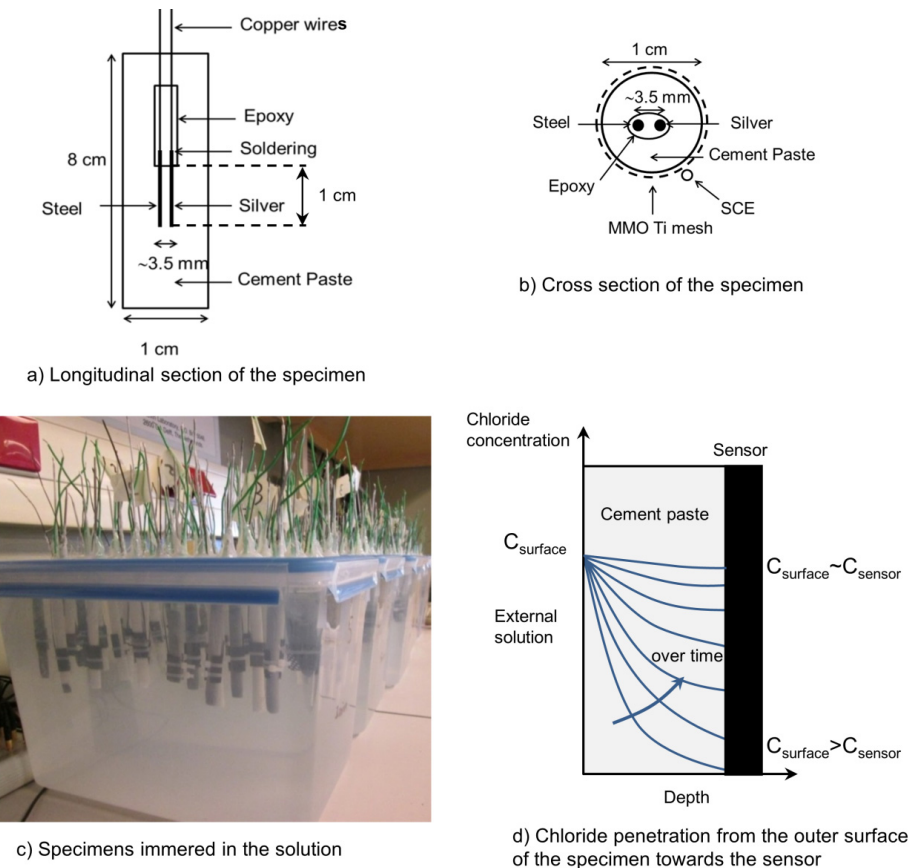 Copper wires
Epoxy
Soldering
8 cm
1 cm
Steel
Silver
~3.5 mm
Cement Paste
1 cm
a) Longitudinal section of the specimen
1 cm
~3.5 mm
Steel
Silver
Cement Paste
Epoxy
SCE
MMO Ti mesh
b) Cross section of the specimen
c) Specimens immered in the solution
Chloride
concentration
Sensor
Cement paste
Csurface
Csurface~Csensor
External
solution
over time
Csurface>Csensor
Depth
d) Chloride penetration from the outer surface
of the specimen towards the sensor